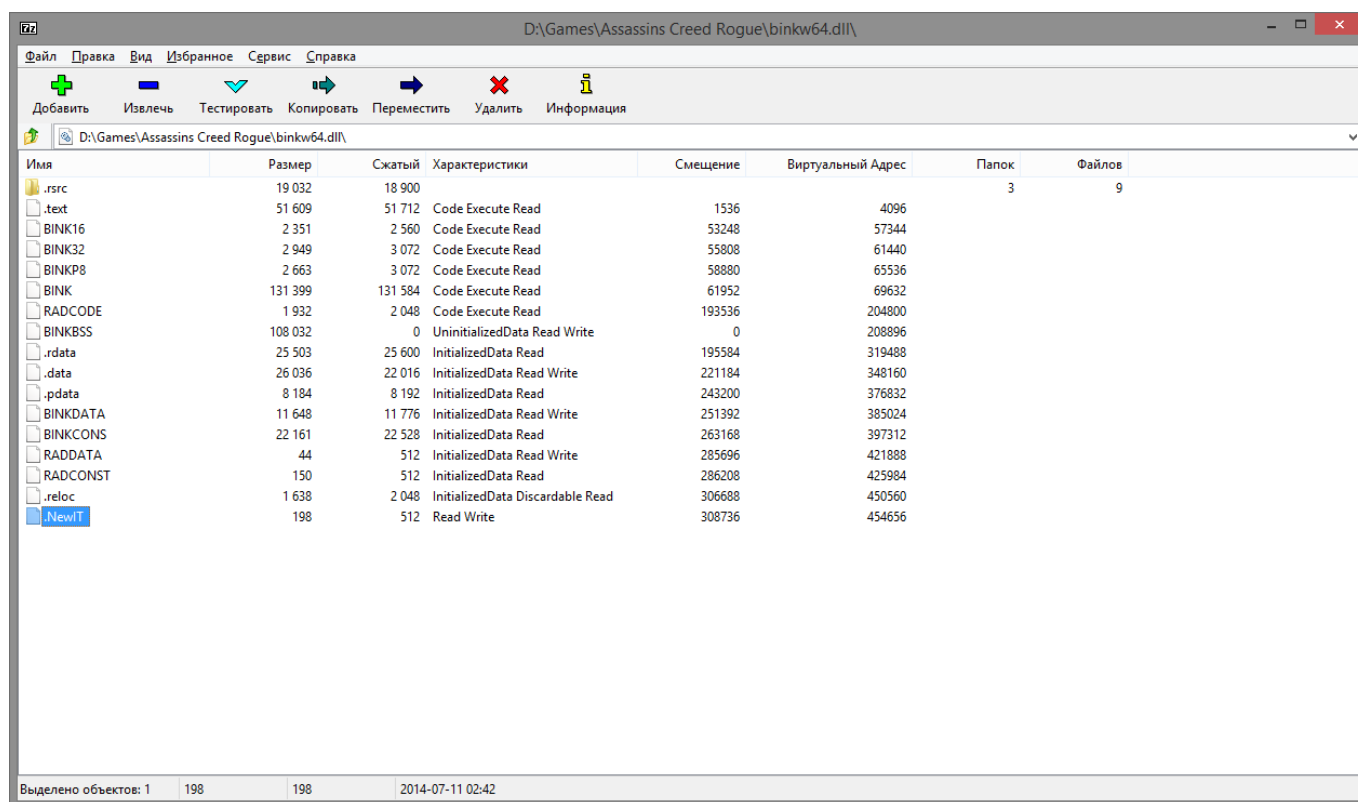 7z D:\Games\Assassins Creed Rogue\binkw64.dll\
Файл Правка Вид Избранное Сервис Справка
Добавить Извлечь Тестировать Копировать Переместить Удалить Информация
D:\Games\Assassins Creed Rogue\binkw64.dll\
Имя Размер Сжатый Характеристики Смещение Виртуальный Адрес Папок Файлов
.rsrc 19 032 18 900 3 9
.text 51 609 51 712 Code Execute Read 1536 4096
BINK16 2 351 2 560 Code Execute Read 53248 57344
BINK32 2 949 3 072 Code Execute Read 55808 61440
BINKP8 2 663 3 072 Code Execute Read 58880 65536
BINK 131 399 131 584 Code Execute Read 61952 69632
RADCODE 1 932 2 048 Code Execute Read 193536 204800
BINKBSS 108 032 0 UninitializedData Read Write 0 208896
.rdata 25 503 25 600 InitializedData Read 195584 319488
.data 26 036 22 016 InitializedData Read Write 221184 348160
.pdata 8 184 8 192 InitializedData Read 243200 376832
BINKDATA 11 648 11 776 InitializedData Read Write 251392 385024
BINKCONS 22 161 22 528 InitializedData Read 263168 397312
RADDATA 44 512 InitializedData Read Write 285696 421888
RADCONST 150 512 InitializedData Read 286208 425984
.reloc 1 638 2 048 InitializedData Discardable Read 306688 450560
.NewIT 198 512 Read Write 308736 454656
Выделено объектов: 1 198 198 2014-07-11 02:42